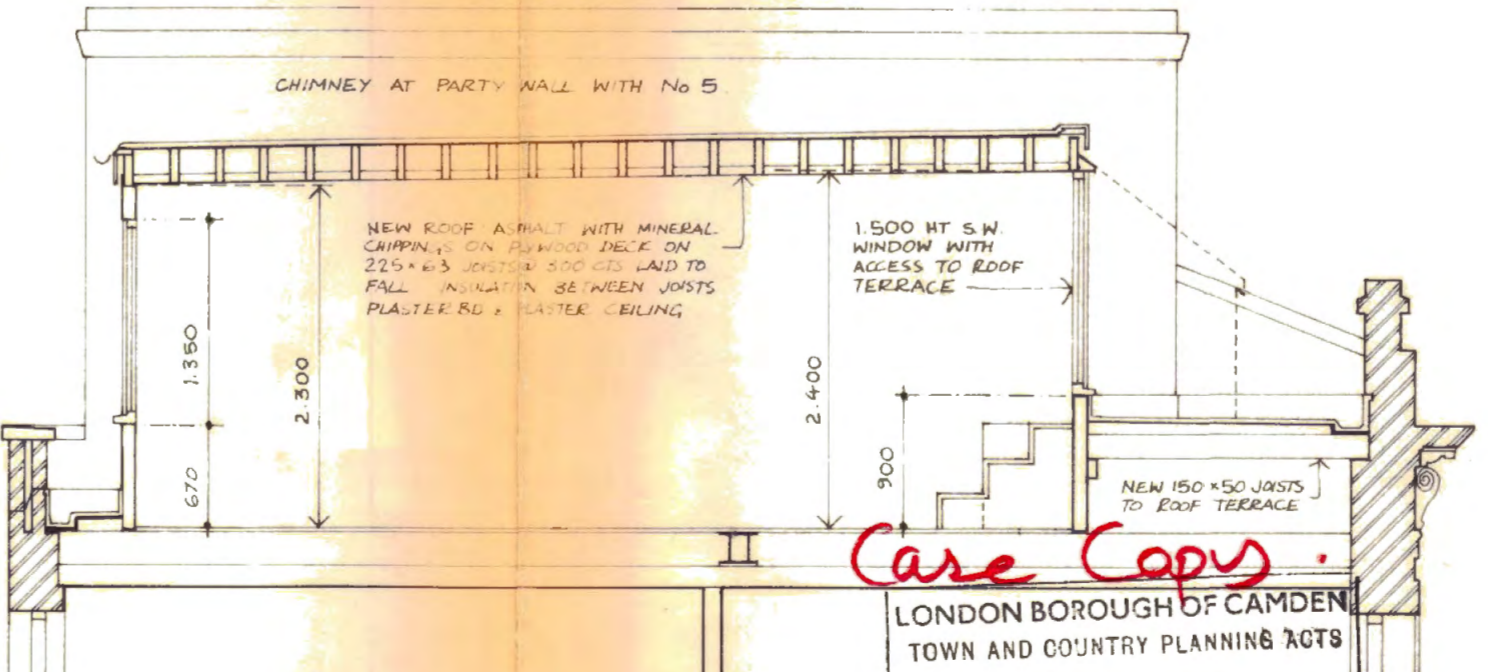 CHIMNEY AT PARTY WALL WITH No 5
NEW ROOF ASPHALT WITH MINERAL
CHIPPINGS ON PLYWOOD DECK ON
225 × 63 JOISTS @ 300 CTS LAID TO
FALL INSULATION BETWEEN JOISTS
PLASTER BD & PLASTER CEILING
1.500 HT S.W.
WINDOW WITH
ACCESS TO ROOF
TERRACE
1.350
2.300
2.400
670
900
NEW 150 × 50 JOISTS
TO ROOF TERRACE
Case Copy.
LONDON BOROUGH OF CAMDEN
TOWN AND COUNTRY PLANNING ACTS